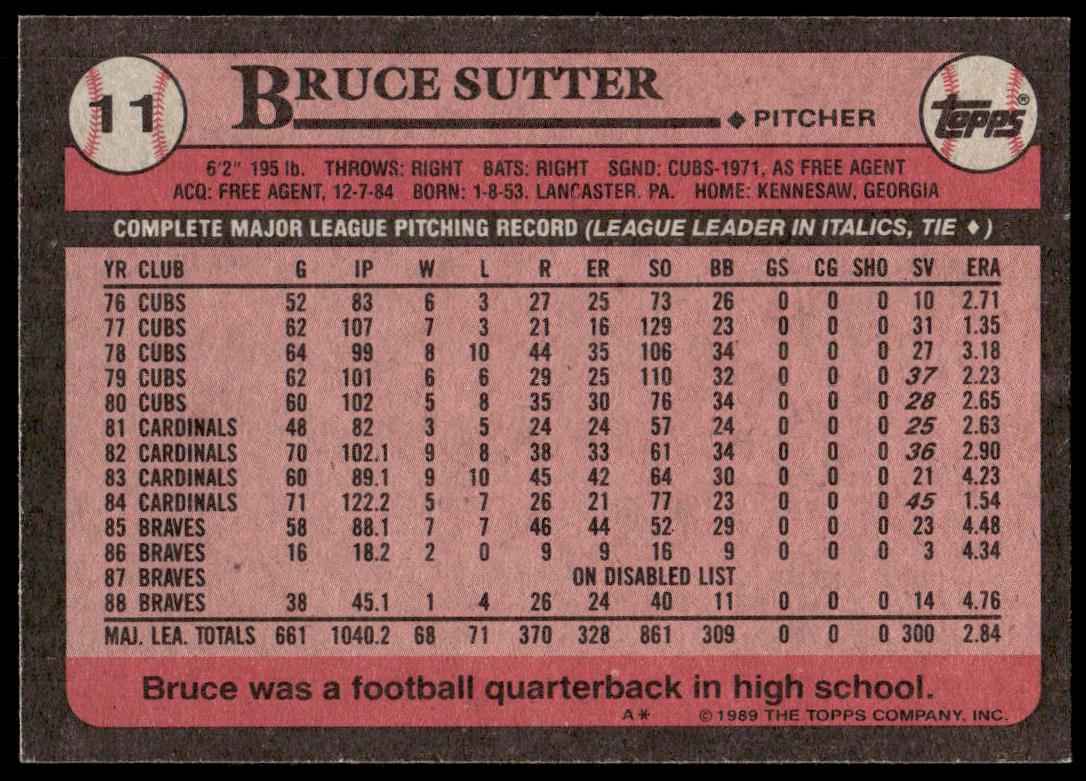 11
BRUCE SUTTER
♦ PITCHER
Topps®
6'2" 195 lb. THROWS: RIGHT BATS: RIGHT SGND: CUBS-1971, AS FREE AGENT
ACQ: FREE AGENT, 12-7-84 BORN: 1-8-53. LANCASTER. PA. HOME: KENNESAW, GEORGIA
COMPLETE MAJOR LEAGUE PITCHING RECORD (LEAGUE LEADER IN ITALICS, TIE ♦)
YR CLUB G IP W L R ER SO BB GS CG SHO SV ERA
76 CUBS 52 83 6 3 27 25 73 26 0 0 0 10 2.71
77 CUBS 62 107 7 3 21 16 129 23 0 0 0 31 1.35
78 CUBS 64 99 8 10 44 35 106 34 0 0 0 27 3.18
79 CUBS 62 101 6 6 29 25 110 32 0 0 0 37 2.23
80 CUBS 60 102 5 8 35 30 76 34 0 0 0 28 2.65
81 CARDINALS 48 82 3 5 24 24 57 24 0 0 0 25 2.63
82 CARDINALS 70 102.1 9 8 38 33 61 34 0 0 0 36 2.90
83 CARDINALS 60 89.1 9 10 45 42 64 30 0 0 0 21 4.23
84 CARDINALS 71 122.2 5 7 26 21 77 23 0 0 0 45 1.54
85 BRAVES 58 88.1 7 7 46 44 52 29 0 0 0 23 4.48
86 BRAVES 16 18.2 2 0 9 9 16 9 0 0 0 3 4.34
87 BRAVES ON DISABLED LIST
88 BRAVES 38 45.1 1 4 26 24 40 11 0 0 0 14 4.76
MAJ. LEA. TOTALS 661 1040.2 68 71 370 328 861 309 0 0 0 300 2.84
Bruce was a football quarterback in high school.
A* © 1989 THE TOPPS COMPANY, INC.